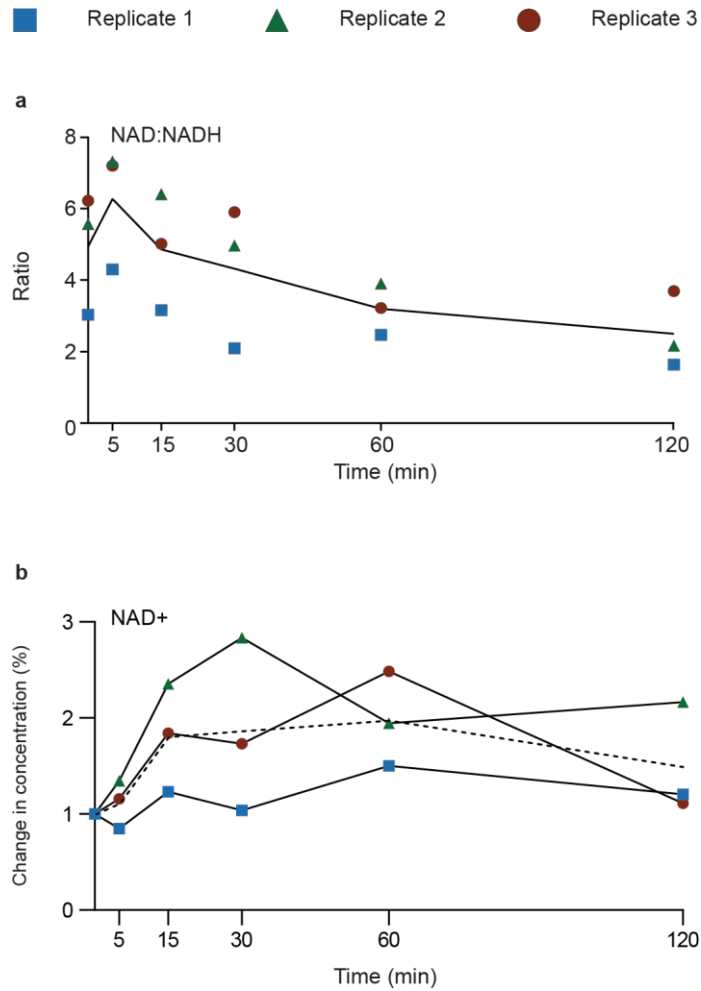 Replicate 1 Replicate 2 Replicate 3
a
NAD:NADH
8
6
4
2
0
Ratio
5 15 30 60 120
Time (min)
b
NAD+
3
2
1
0
Change in concentration (%)
5 15 30 60 120
Time (min)